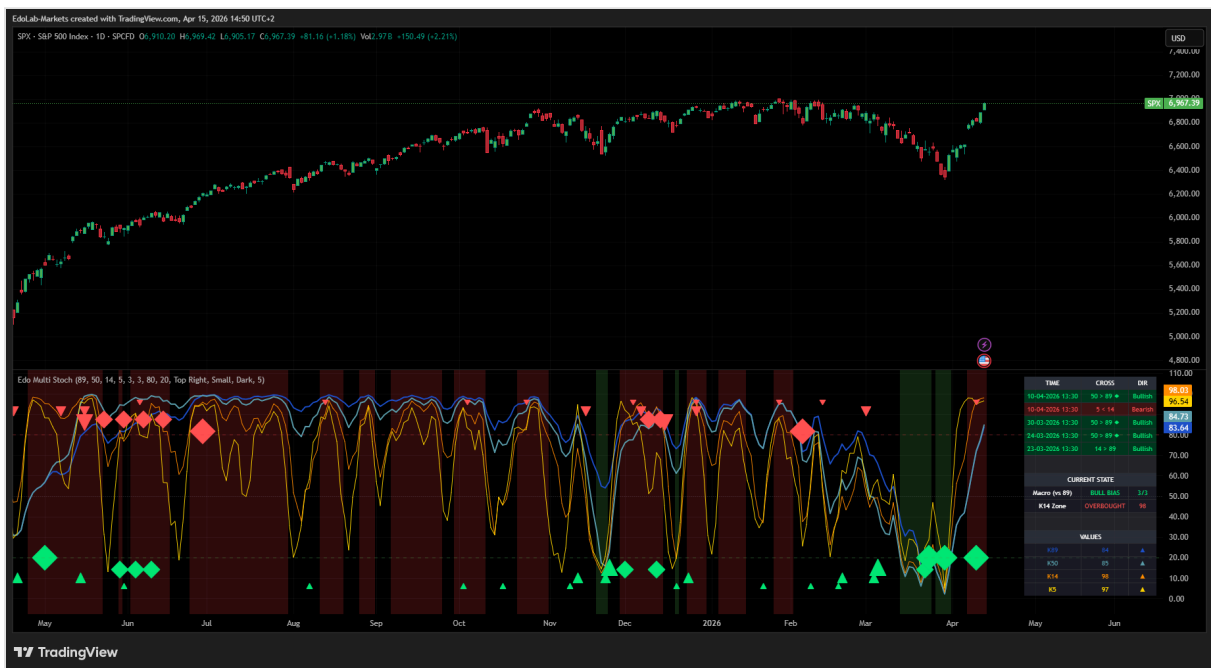 EdoLab-Markets created with TradingView.com, Apr 15, 2026 14:50 UTC+2
SPX · S&P 500 Index · 1D · SPCFD O6,910.20 H6,969.42 L6,905.17 C6,967.39 +81.16 (+1.18%) Vol2.97B +150.49 (+2.21%)
USD
7,400.00
7,200.00
7,000.00
SPX 6,967.39
6,800.00
6,600.00
6,400.00
6,200.00
6,000.00
5,800.00
5,600.00
5,400.00
5,200.00
5,000.00
4,800.00
Edo Multi Stoch (89, 50, 14, 5, 3, 3, 80, 20, Top Right, Small, Dark, 5)
110.00
98.03
96.54
84.73
83.64
80.00
70.00
60.00
50.00
40.00
30.00
20.00
10.00
0.00
TIME CROSS DIR
10-04-2026 13:30 50 > 89 ◆ Bullish
10-04-2026 13:30 5 < 14 Bearish
30-03-2026 13:30 50 > 89 ◆ Bullish
24-03-2026 13:30 50 > 89 ◆ Bullish
23-03-2026 13:30 14 > 89 Bullish
CURRENT STATE
Macro (vs 89) BULL BIAS 3/3
K14 Zone OVERBOUGHT 98
VALUES
K89 84 ▲
K50 85 ▲
K14 98 ▲
K5 97 ▲
May Jun Jul Aug Sep Oct Nov Dec 2026 Feb Mar Apr May Jun
TradingView